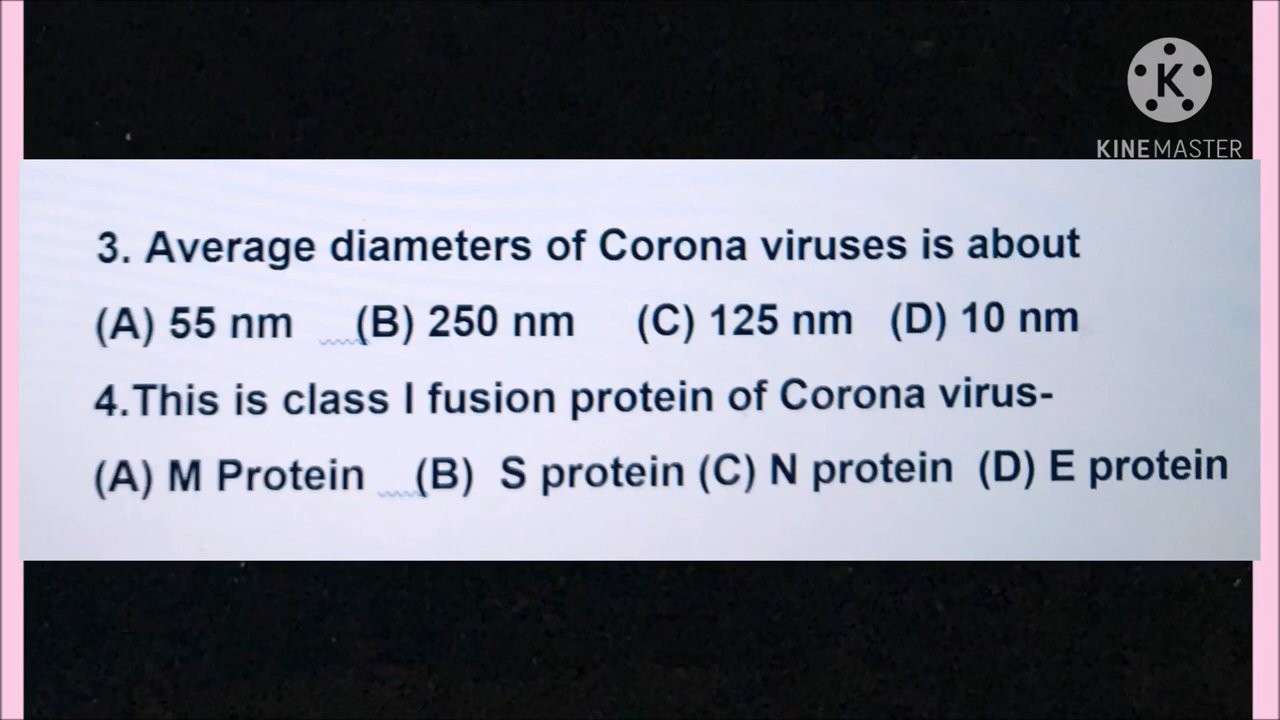 K
KINEMASTER
3. Average diameters of Corona viruses is about
(A) 55 nm (B) 250 nm (C) 125 nm (D) 10 nm
4.This is class I fusion protein of Corona virus-
(A) M Protein (B) S protein (C) N protein (D) E protein